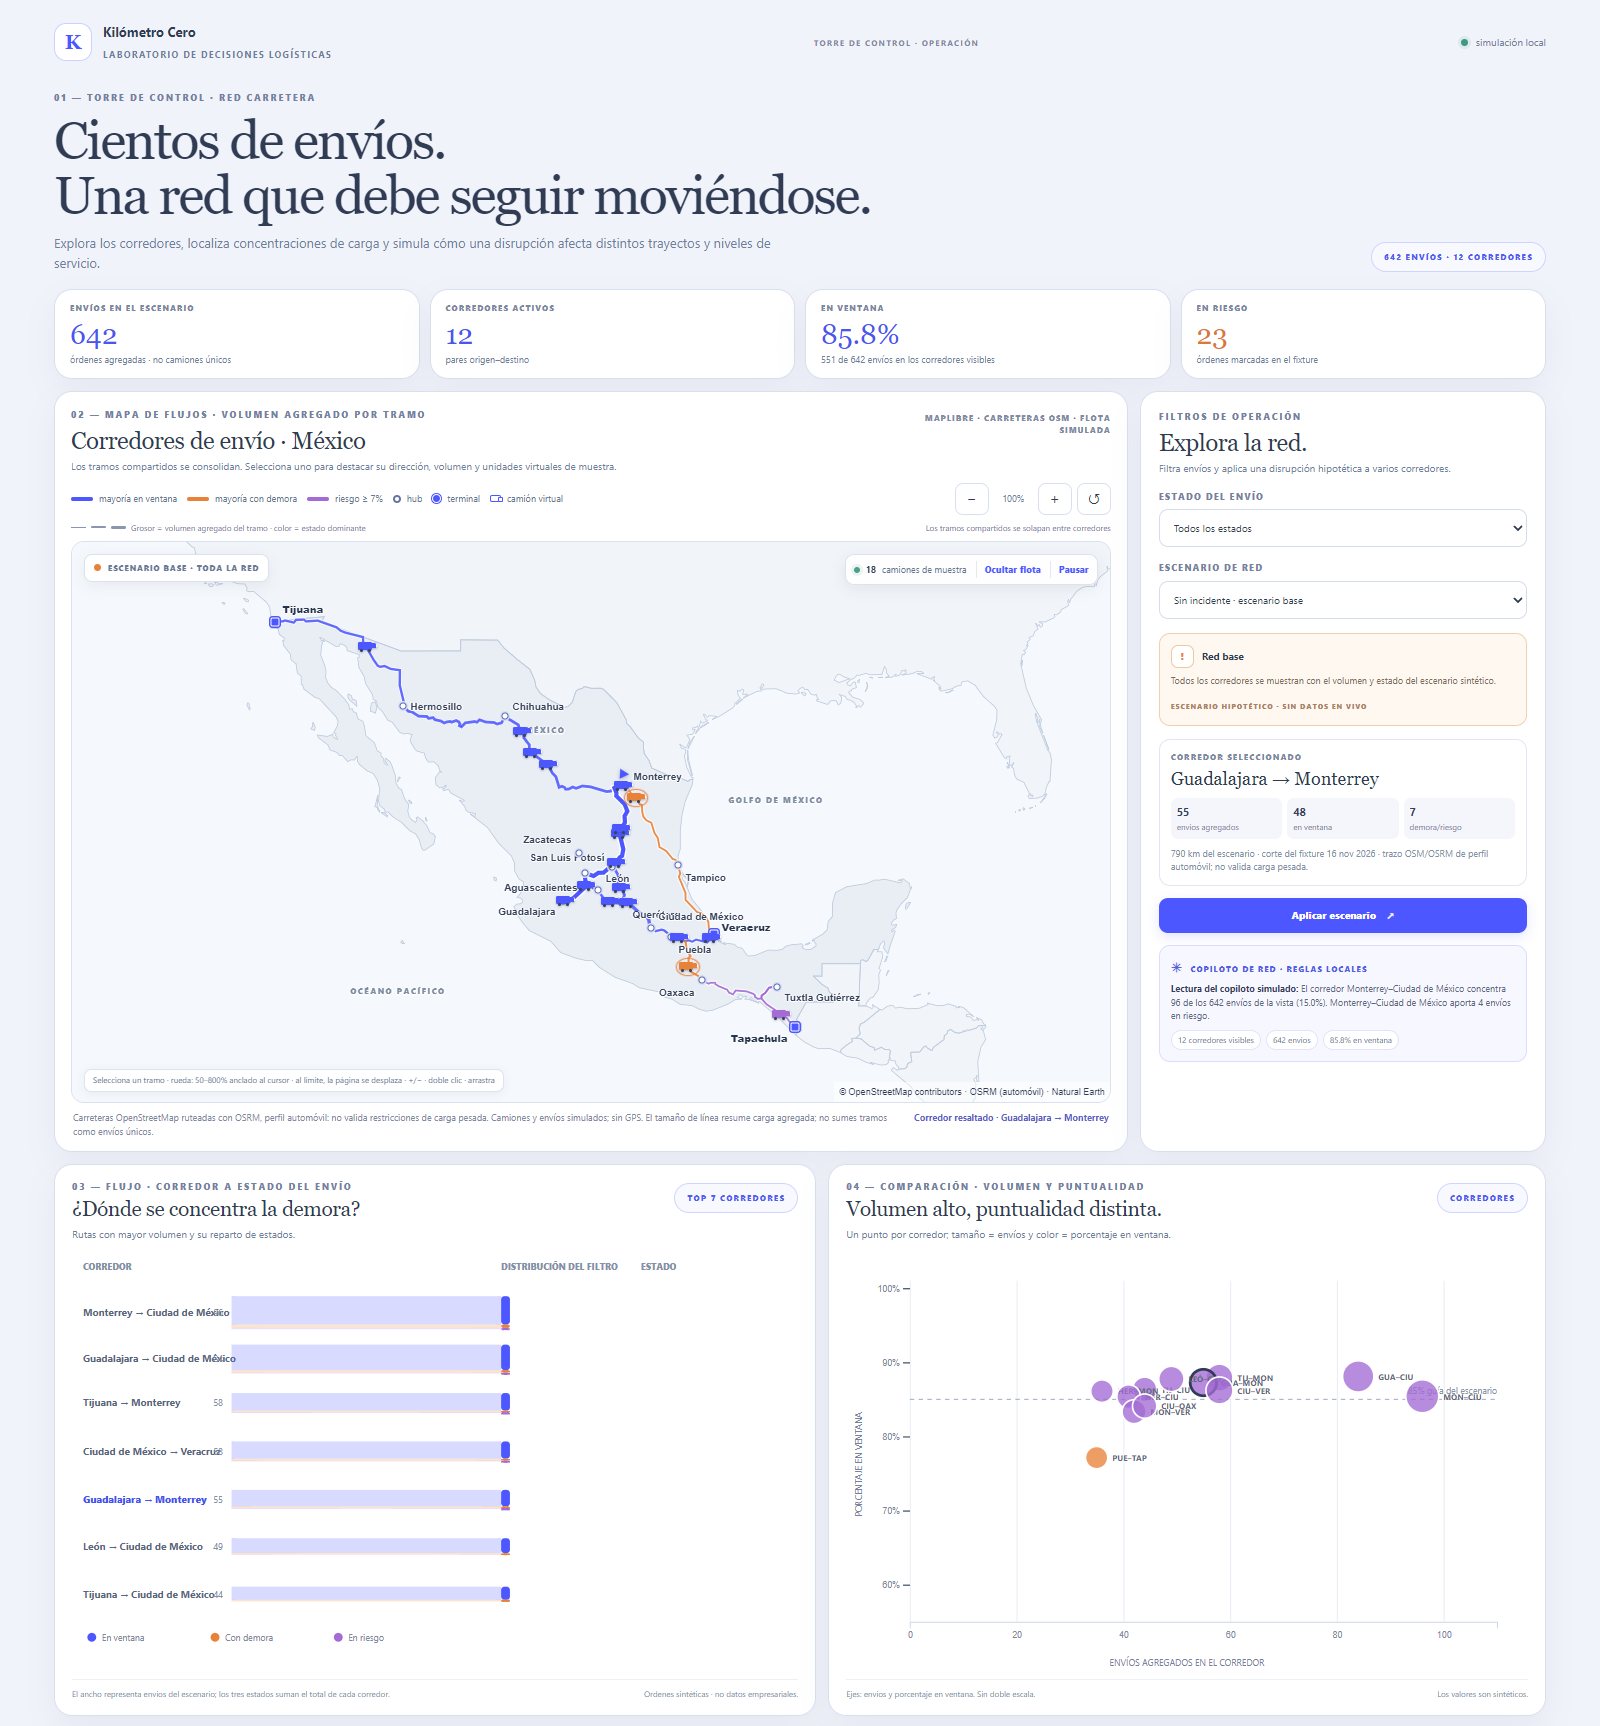 K
Kilómetro Cero
LABORATORIO DE DECISIONES LOGÍSTICAS
TORRE DE CONTROL · OPERACIÓN
simulación local
01 — TORRE DE CONTROL · RED CARRETERA
Cientos de envíos.
Una red que debe seguir moviéndose.
Explora los corredores, localiza concentraciones de carga y simula cómo una disrupción afecta distintos trayectos y niveles de
servicio.
642 ENVÍOS · 12 CORREDORES
ENVÍOS EN EL ESCENARIO
642
órdenes agregadas · no camiones únicos
CORREDORES ACTIVOS
12
pares origen–destino
EN VENTANA
85.8%
551 de 642 envíos en los corredores visibles
EN RIESGO
23
órdenes marcadas en el fixture
02 — MAPA DE FLUJOS · VOLUMEN AGREGADO POR TRAMO
Corredores de envío · México
Los tramos compartidos se consolidan. Selecciona uno para destacar su dirección, volumen y unidades virtuales de muestra.
MAPLIBRE · CARRETERAS OSM · FLOTA
SIMULADA
mayoría en ventana
mayoría con demora
riesgo ≥ 7%
hub
terminal
camión virtual
−
100%
+
↺
Grosor = volumen agregado del tramo · color = estado dominante
Los tramos compartidos se solapan entre corredores
ESCENARIO BASE · TODA LA RED
18 camiones de muestra
Ocultar flota
Pausar
Tijuana
Hermosillo
Chihuahua
Monterrey
GOLFO DE MÉXICO
Zacatecas
San Luis Potosí
León
Tampico
Aguascalientes
Guadalajara
Ciudad de México
Veracruz
Puebla
OCÉANO PACÍFICO
Oaxaca
Tuxtla Gutiérrez
Tapachula
Selecciona un tramo · rueda: 50–800% anclado al cursor · al límite, la página se desplaza · +/− · doble clic · arrastra
© OpenStreetMap contributors · OSRM (automóvil) · Natural Earth
Carreteras OpenStreetMap ruteadas con OSRM, perfil automóvil: no valida restricciones de carga pesada. Camiones y envíos simulados; sin GPS. El tamaño de línea resume carga agregada; no sumes tramos
como envíos únicos.
Corredor resaltado · Guadalajara → Monterrey
FILTROS DE OPERACIÓN
Explora la red.
Filtra envíos y aplica una disrupción hipotética a varios corredores.
ESTADO DEL ENVÍO
Todos los estados
ESCENARIO DE RED
Sin incidente · escenario base
!
Red base
Todos los corredores se muestran con el volumen y estado del escenario sintético.
ESCENARIO HIPOTÉTICO · SIN DATOS EN VIVO
CORREDOR SELECCIONADO
Guadalajara → Monterrey
55
envíos agregados
48
en ventana
7
demora/riesgo
790 km del escenario · corte del fixture 16 nov 2026 · trazo OSM/OSRM de perfil
automóvil; no valida carga pesada.
Aplicar escenario ↗
COPILOTO DE RED · REGLAS LOCALES
Lectura del copiloto simulado: El corredor Monterrey–Ciudad de México concentra
96 de los 642 envíos de la vista (15.0%). Monterrey–Ciudad de México aporta 4 envíos
en riesgo.
12 corredores visibles
642 envíos
85.8% en ventana
03 — FLUJO · CORREDOR A ESTADO DEL ENVÍO
¿Dónde se concentra la demora?
Rutas con mayor volumen y su reparto de estados.
TOP 7 CORREDORES
CORREDOR
DISTRIBUCIÓN DEL FILTRO
ESTADO
Monterrey → Ciudad de México
Guadalajara → Ciudad de México
Tijuana → Monterrey 58
Ciudad de México → Veracruz 58
Guadalajara → Monterrey 55
León → Ciudad de México 49
Tijuana → Ciudad de México 44
En ventana
Con demora
En riesgo
El ancho representa envíos del escenario; los tres estados suman el total de cada corredor.
Órdenes sintéticas · no datos empresariales.
04 — COMPARACIÓN · VOLUMEN Y PUNTUALIDAD
Volumen alto, puntualidad distinta.
Un punto por corredor; tamaño = envíos y color = porcentaje en ventana.
CORREDORES
PORCENTAJE EN VENTANA
100%
90%
80%
70%
60%
TIJ–MON
CIU–VER
CIU–OAX
MON–VER
PUE–TAP
GUA–CIU
MON–CIU
85% guía del escenario
0
20
40
60
80
100
ENVÍOS AGREGADOS EN EL CORREDOR
Ejes: envíos y porcentaje en ventana. Sin doble escala.
Los valores son sintéticos.